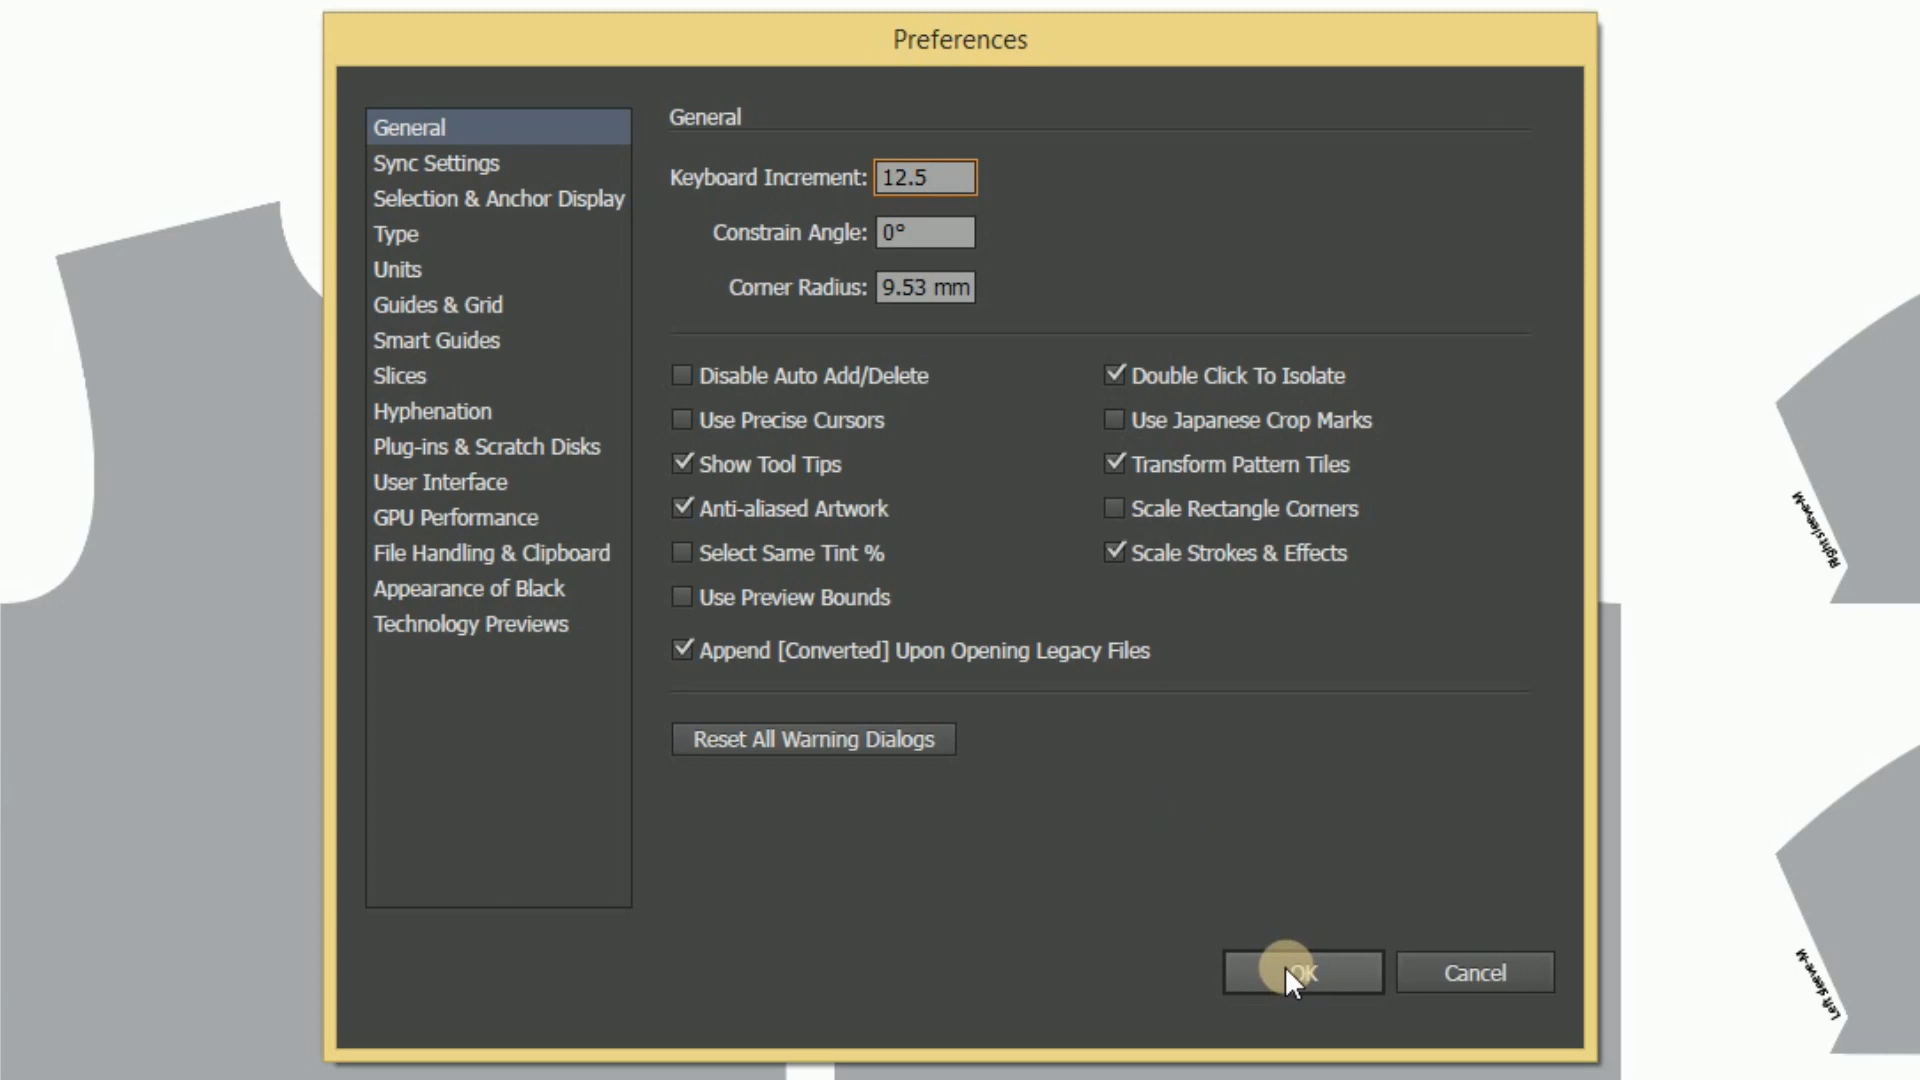 Preferences
General
Sync Settings
Selection & Anchor Display
Type
Units
Guides & Grid
Smart Guides
Slices
Hyphenation
Plug-ins & Scratch Disks
User Interface
GPU Performance
File Handling & Clipboard
Appearance of Black
Technology Previews
General
Keyboard Increment: 12.5
Constrain Angle: 0°
Corner Radius: 9.53 mm
Disable Auto Add/Delete
Use Precise Cursors
Show Tool Tips
Anti-aliased Artwork
Select Same Tint %
Use Preview Bounds
Append [Converted] Upon Opening Legacy Files
Double Click To Isolate
Use Japanese Crop Marks
Transform Pattern Tiles
Scale Rectangle Corners
Scale Strokes & Effects
Reset All Warning Dialogs
OK
Cancel
Right sleeve-M
Left sleeve-M